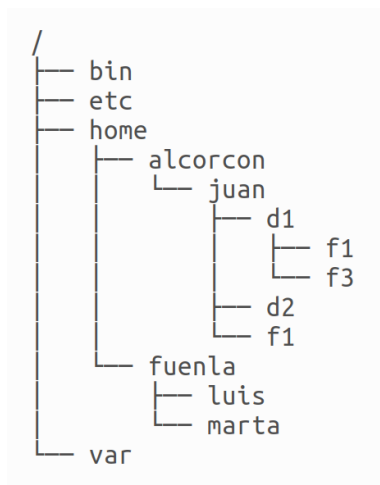 /
├── bin
├── etc
├── home
│   ├── alcorcon
│   │   └── juan
│   │       ├── d1
│   │       │   ├── f1
│   │       │   └── f3
│   │       ├── d2
│   │       └── f1
│   └── fuenla
│       ├── luis
│       └── marta
└── var